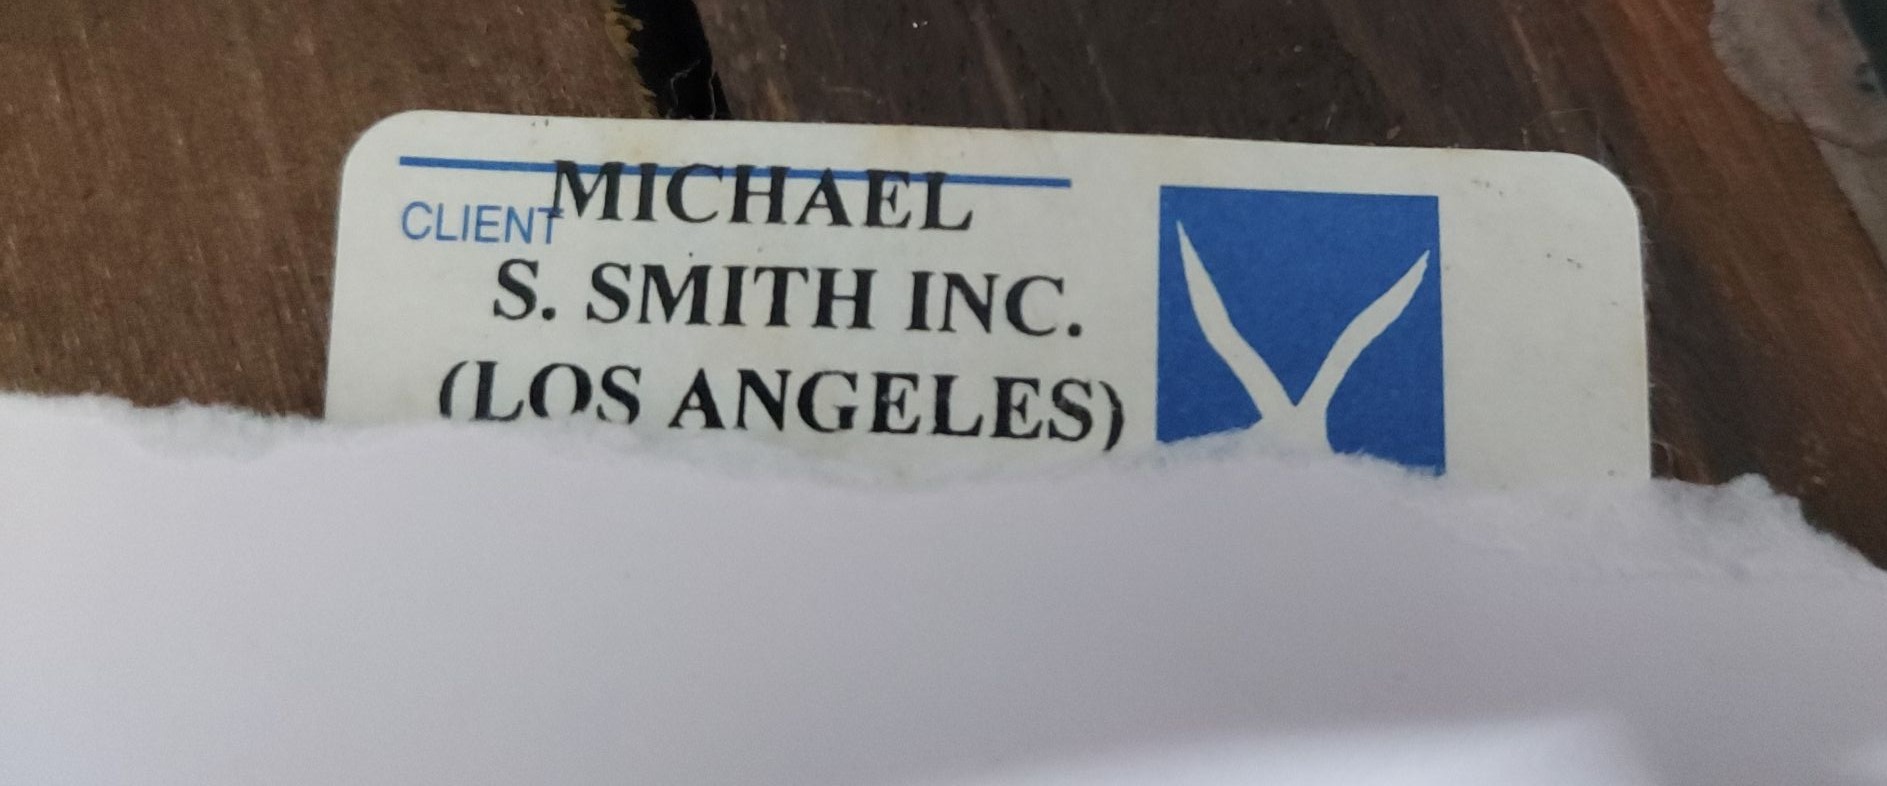 CLIENT
MICHAEL
S. SMITH INC.
(LOS ANGELES)